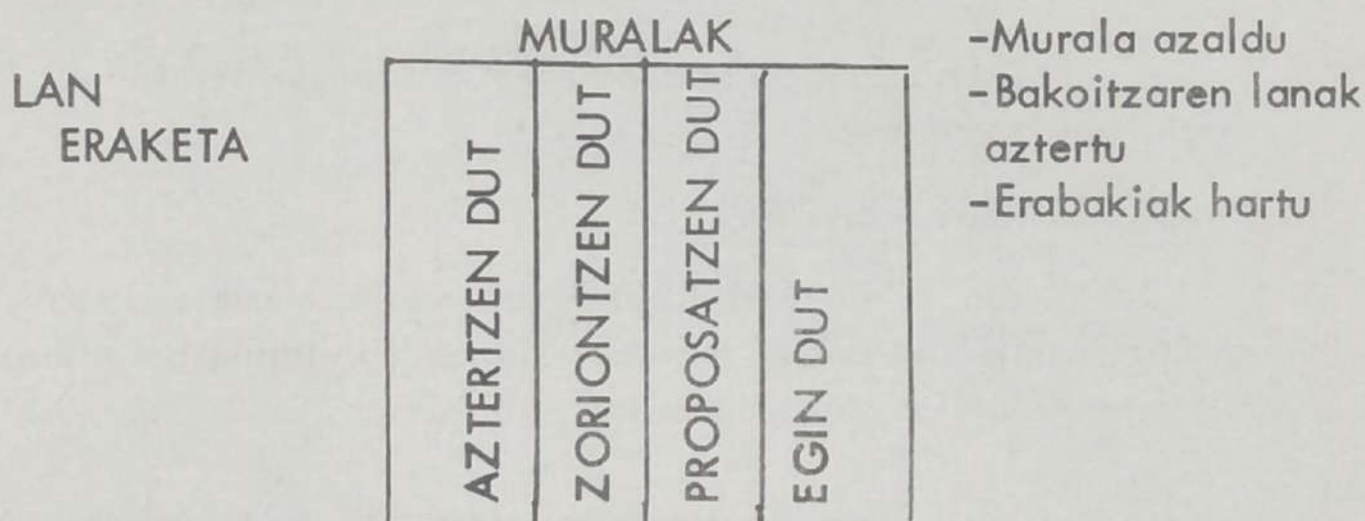 LAN
ERAKETA
MURALAK
AZTERTZEN DUT
ZORIONTZEN DUT
PROPOSATZEN DUT
EGIN DUT
-Murala azaldu
-Bakoitzaren lanak
aztertu
-Erabakiak hartu